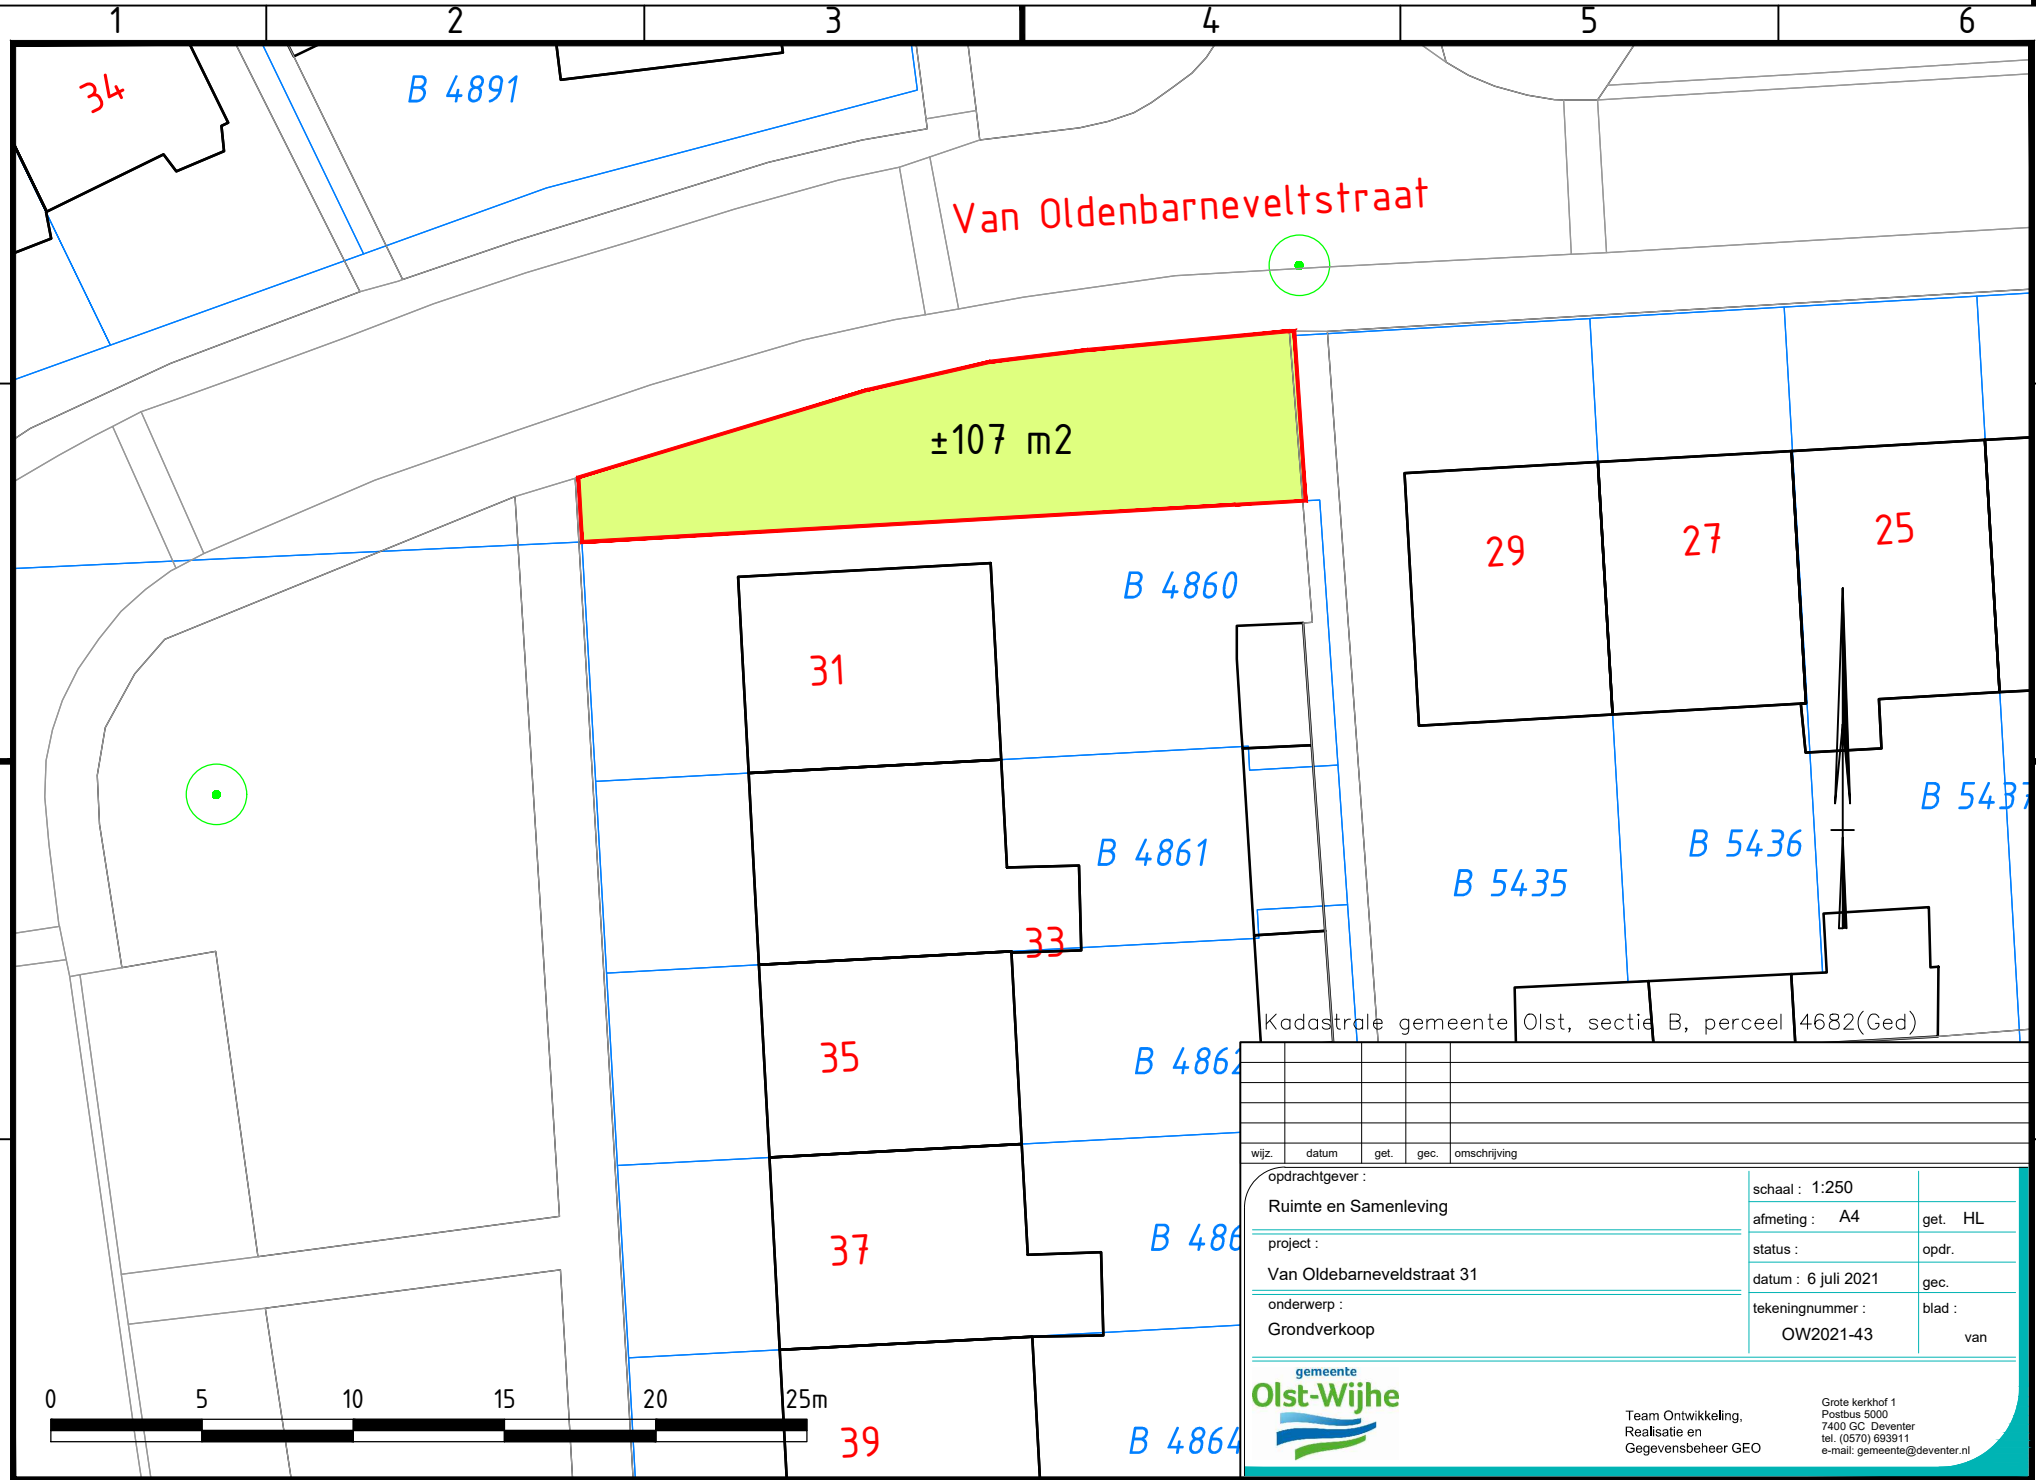 1 2 3 4 5 6
34
B 4891
Van Oldenbarneveltstraat
±107 m2
B 4860
29
27
25
31
B 4861
B 5435
B 5436
B 5437
33
35
B 4862
37
B 486
39
B 4864
0 5 10 15 20 25m
Kadastrale gemeente Olst, sectie B, perceel 4682(Ged)
wijz. datum get. gec. omschrijving
opdrachtgever :
Ruimte en Samenleving
project :
Van Oldebarneveldstraat 31
onderwerp :
Grondverkoop
schaal : 1:250
afmeting : A4 get. HL
status : opdr.
datum : 6 juli 2021 gec.
tekeningnummer : blad :
OW2021-43 van
gemeente
Olst-Wijhe
Team Ontwikkeling,
Realisatie en
Gegevensbeheer GEO
Grote kerkhof 1
Postbus 5000
7400 GC Deventer
tel. (0570) 693911
e-mail: gemeente@deventer.nl